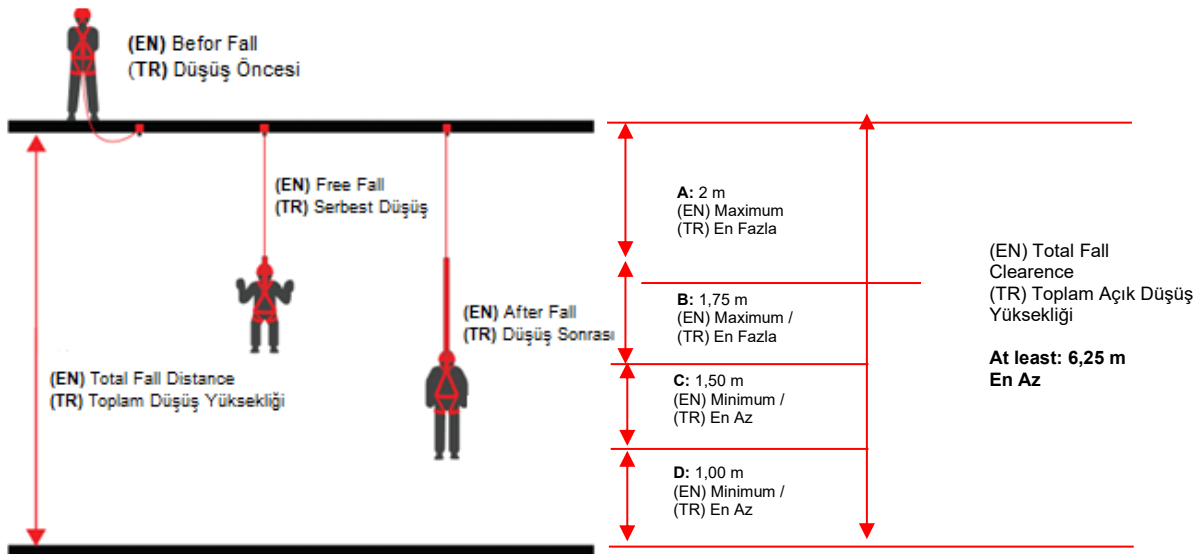 (EN) Befor Fall
(TR) Düşüş Öncesi
(EN) Free Fall
(TR) Serbest Düşüş
(EN) After Fall
(TR) Düşüş Sonrası
(EN) Total Fall Distance
(TR) Toplam Düşüş Yüksekliği
A: 2 m
(EN) Maximum
(TR) En Fazla
B: 1,75 m
(EN) Maximum /
(TR) En Fazla
C: 1,50 m
(EN) Minimum /
(TR) En Az
D: 1,00 m
(EN) Minimum /
(TR) En Az
(EN) Total Fall
Clearence
(TR) Toplam Açık Düşüş
Yüksekliği
At least: 6,25 m
En Az